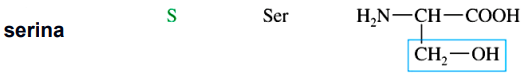 serina S Ser H₂N—CH—COOH
CH₂—OH